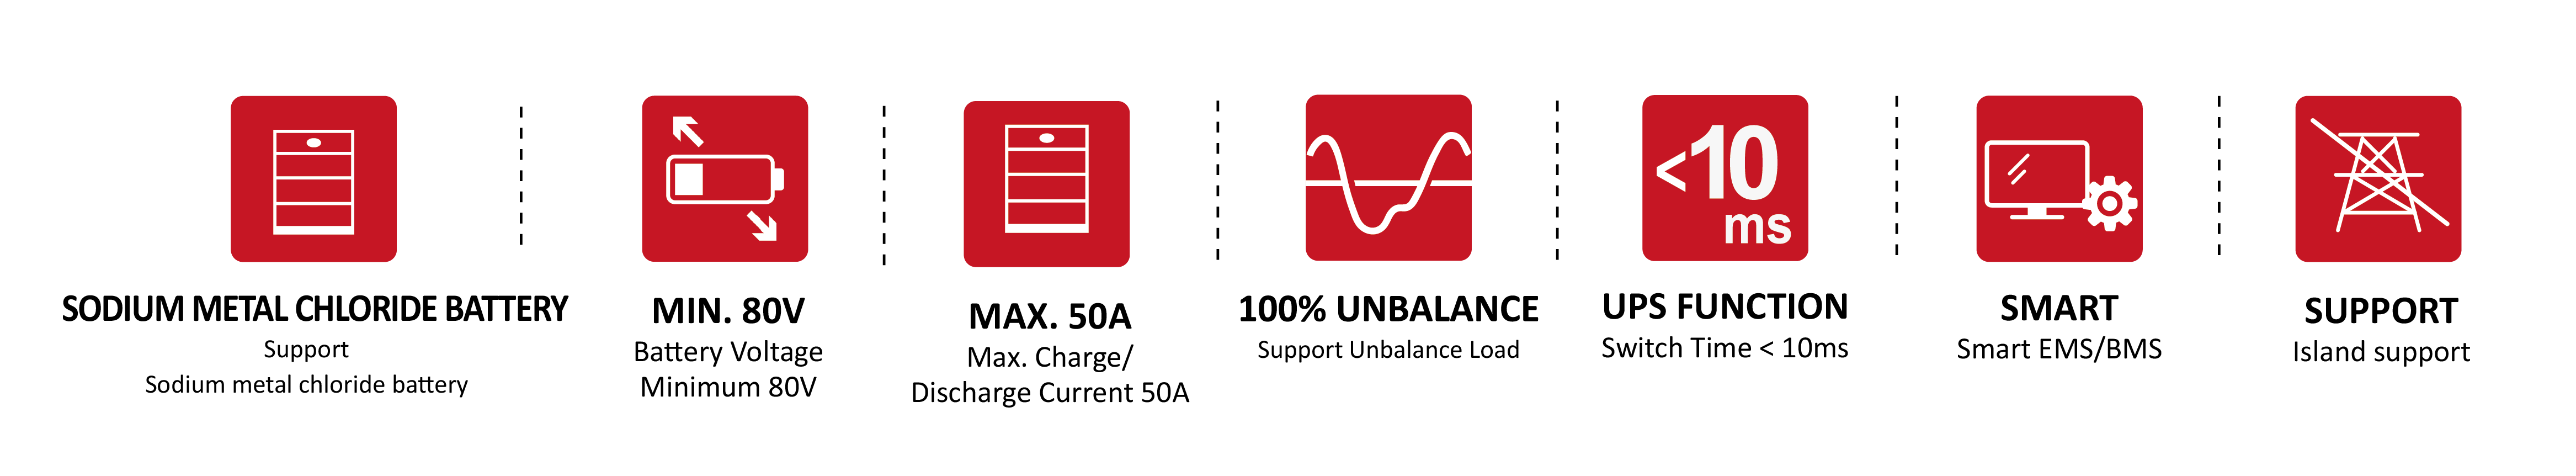 SODIUM METAL CHLORIDE BATTERY
Support
Sodium metal chloride battery
MIN. 80V
Battery Voltage
Minimum 80V
MAX. 50A
Max. Charge/
Discharge Current 50A
100% UNBALANCE
Support Unbalance Load
<10
ms
UPS FUNCTION
Switch Time < 10ms
SMART
Smart EMS/BMS
SUPPORT
Island support